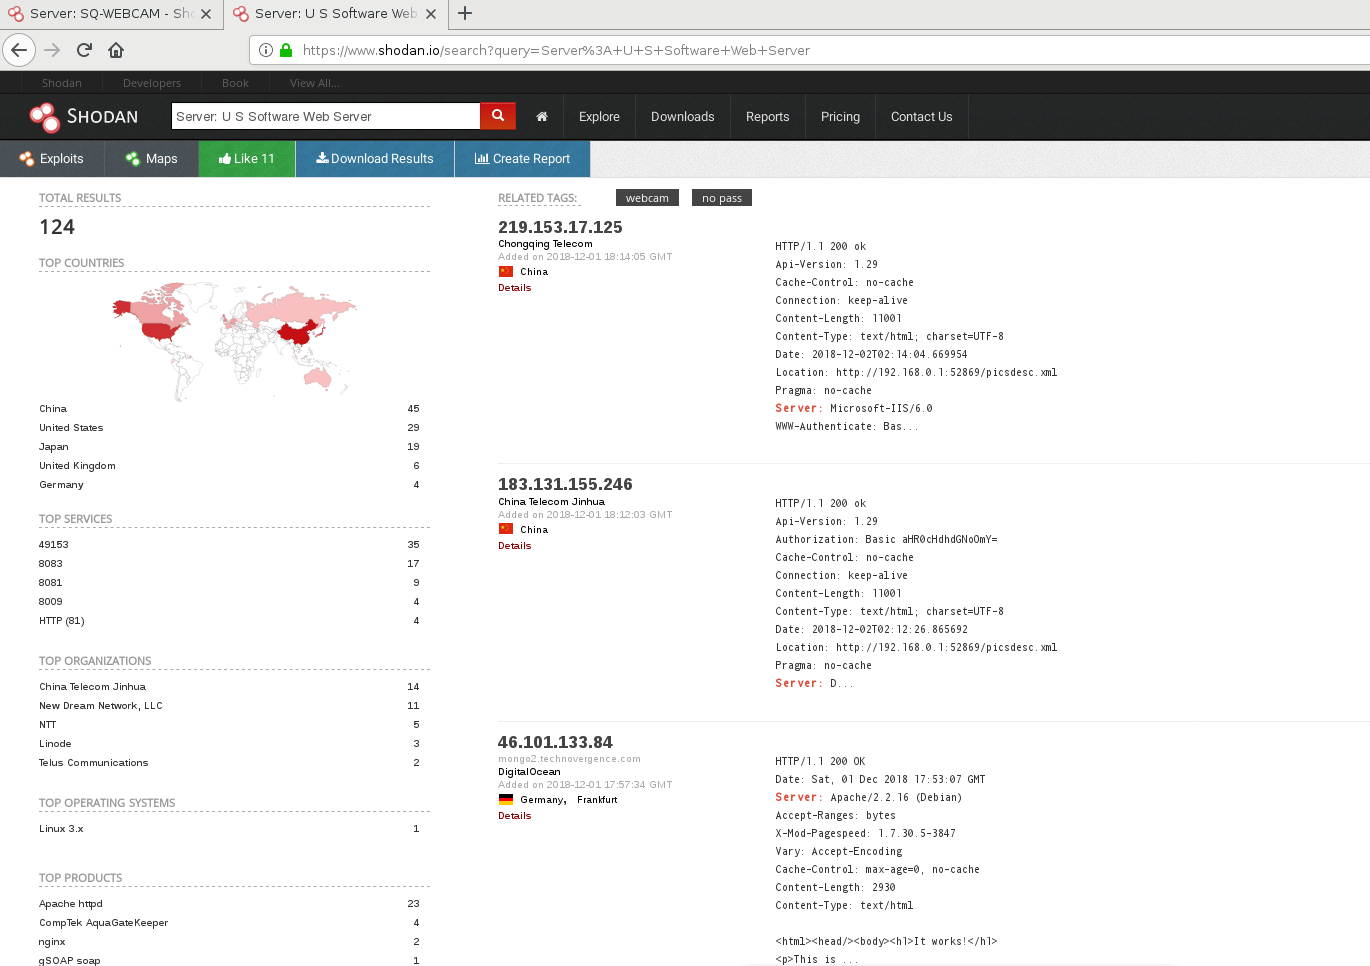 Server: SQ-WEBCAM - Sho
Server: U S Software Web
https://www.shodan.io/search?query=Server%3A+U+S+Software+Web+Server
Shodan Developers Book View All...
SHODAN
Server: U S Software Web Server
Explore Downloads Reports Pricing Contact Us
Exploits Maps Like 11 Download Results Create Report
TOTAL RESULTS
124
TOP COUNTRIES
China 45
United States 29
Japan 19
United Kingdom 6
Germany 4
TOP SERVICES
49153 35
8083 17
8081 9
8009 4
HTTP (81) 4
TOP ORGANIZATIONS
China Telecom Jinhua 14
New Dream Network, LLC 11
NTT 5
Linode 3
Telus Communications 2
TOP OPERATING SYSTEMS
Linux 3.x 1
TOP PRODUCTS
Apache httpd 23
CompTek AquaGateKeeper 4
nginx 2
gSOAP soap 1
RELATED TAGS: webcam no pass
219.153.17.125
Chongqing Telecom
Added on 2018-12-01 18:14:05 GMT
China
Details
HTTP/1.1 200 ok
Api-Version: 1.29
Cache-Control: no-cache
Connection: keep-alive
Content-Length: 11001
Content-Type: text/html; charset=UTF-8
Date: 2018-12-02T02:14:04.669954
Location: http://192.168.0.1:52869/picsdesc.xml
Pragma: no-cache
Server: Microsoft-IIS/6.0
WWW-Authenticate: Bas...
183.131.155.246
China Telecom Jinhua
Added on 2018-12-01 18:12:03 GMT
China
Details
HTTP/1.1 200 ok
Api-Version: 1.29
Authorization: Basic aHR0cHdhdGNoOmY=
Cache-Control: no-cache
Connection: keep-alive
Content-Length: 11001
Content-Type: text/html; charset=UTF-8
Date: 2018-12-02T02:12:26.865692
Location: http://192.168.0.1:52869/picsdesc.xml
Pragma: no-cache
Server: D...
46.101.133.84
mongo2.technovergence.com
DigitalOcean
Added on 2018-12-01 17:57:34 GMT
Germany, Frankfurt
Details
HTTP/1.1 200 OK
Date: Sat, 01 Dec 2018 17:53:07 GMT
Server: Apache/2.2.16 (Debian)
Accept-Ranges: bytes
X-Mod-Pagespeed: 1.7.30.5-3847
Vary: Accept-Encoding
Cache-Control: max-age=0, no-cache
Content-Length: 2930
Content-Type: text/html
<html><head/><body><h1>It works!</h1>
<p>This is ...